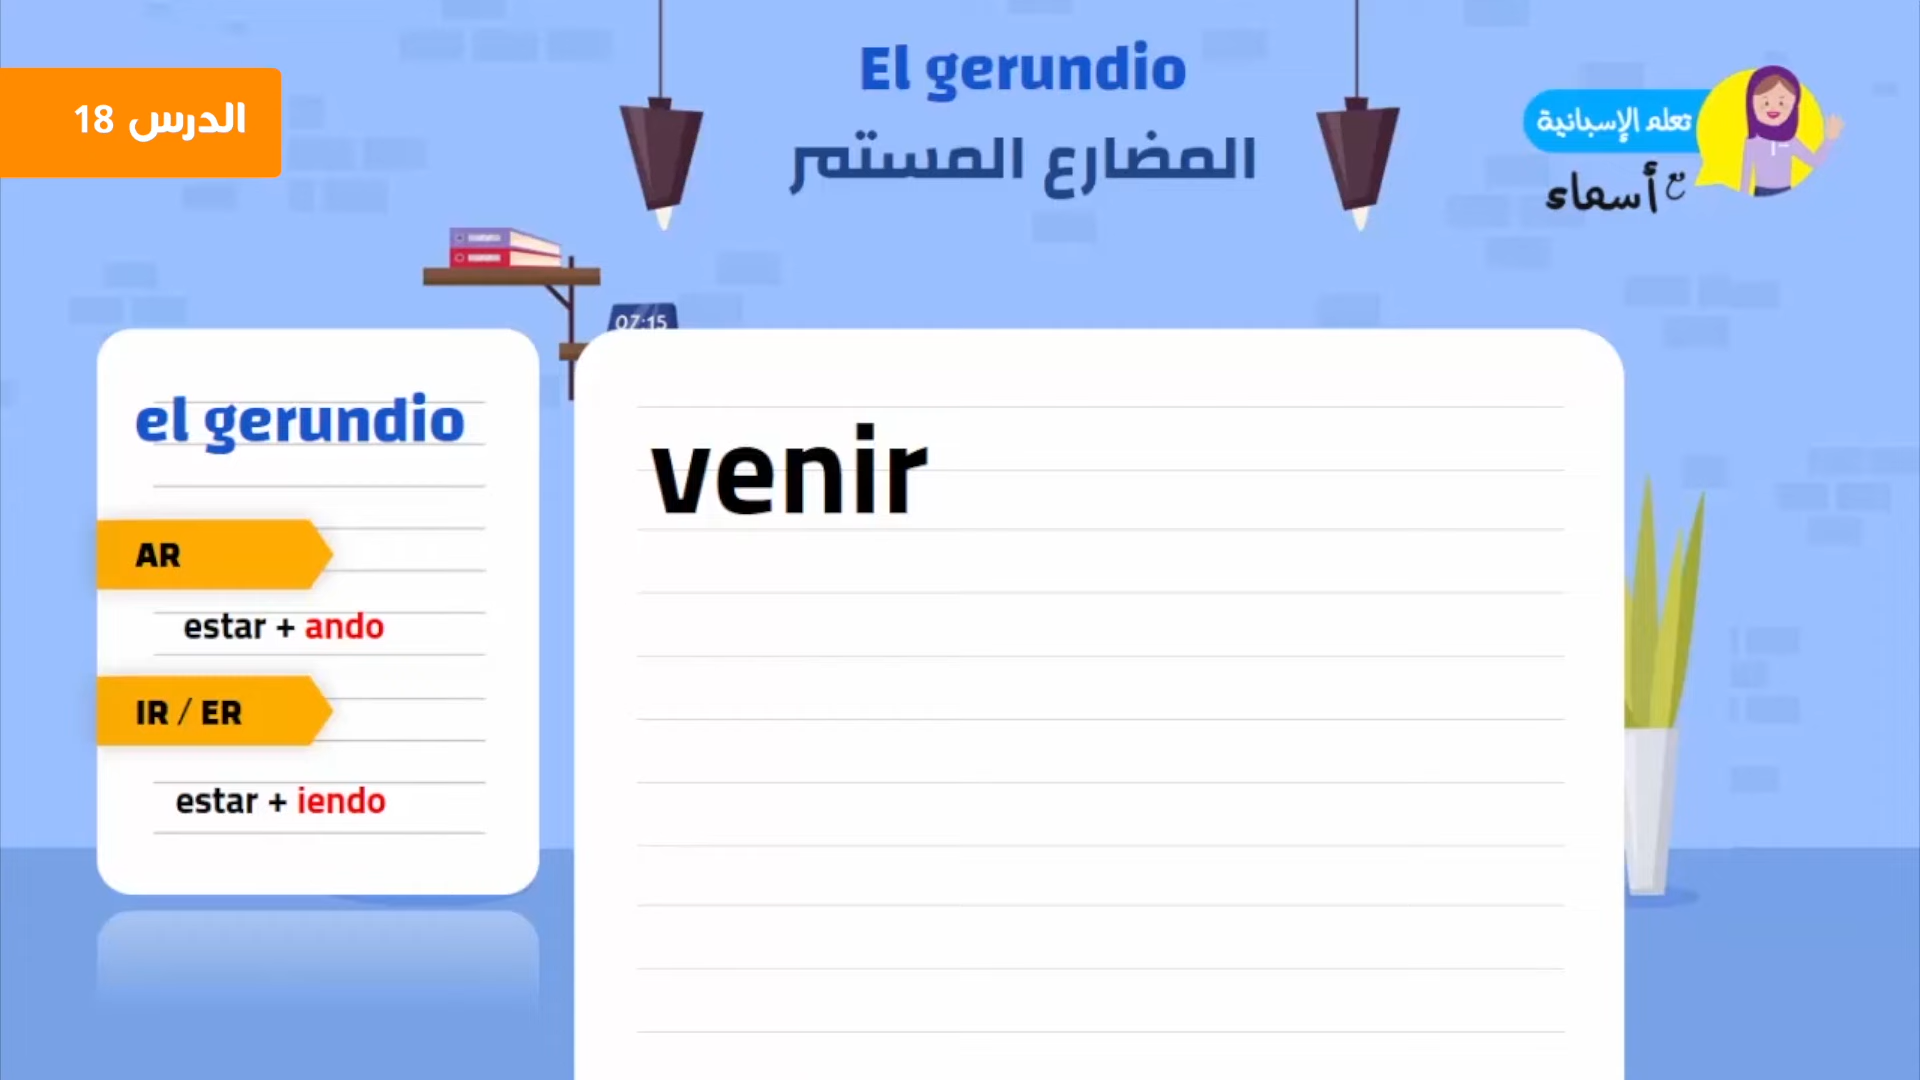 الدرس 18
El gerundio
المضارع المستمر
تعلم الإسبانية
مع أسماء
07:15
el gerundio
AR
estar + ando
IR / ER
estar + iendo
venir